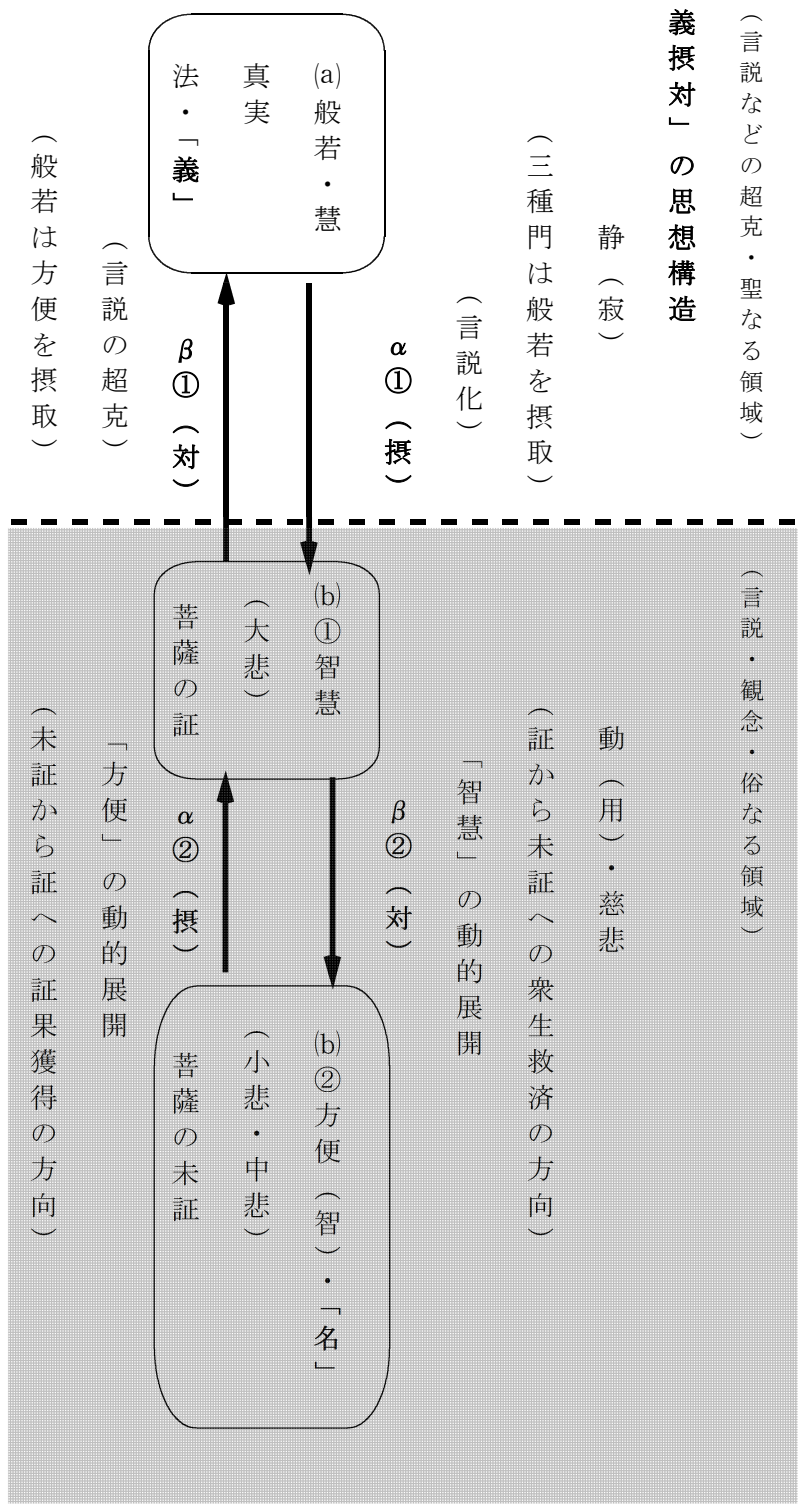 （言説などの超克・聖なる領域）
（言説・観念・俗なる領域）
義摂対」の思想構造
静（寂）
動（用）・慈悲
（三種門は般若を摂取）
（証から未証への衆生救済の方向）
（言説化）
「智慧」の動的展開
α①（摂）
β②（対）
(a)般若・慧
真実
法・「義」
(b)①智慧
（大悲）
菩薩の証
(b)②方便（智）・「名」
（小悲・中悲）
菩薩の未証
β①（対）
α②（摂）
（言説の超克）
「方便」の動的展開
（般若は方便を摂取）
（未証から証への証果獲得の方向）